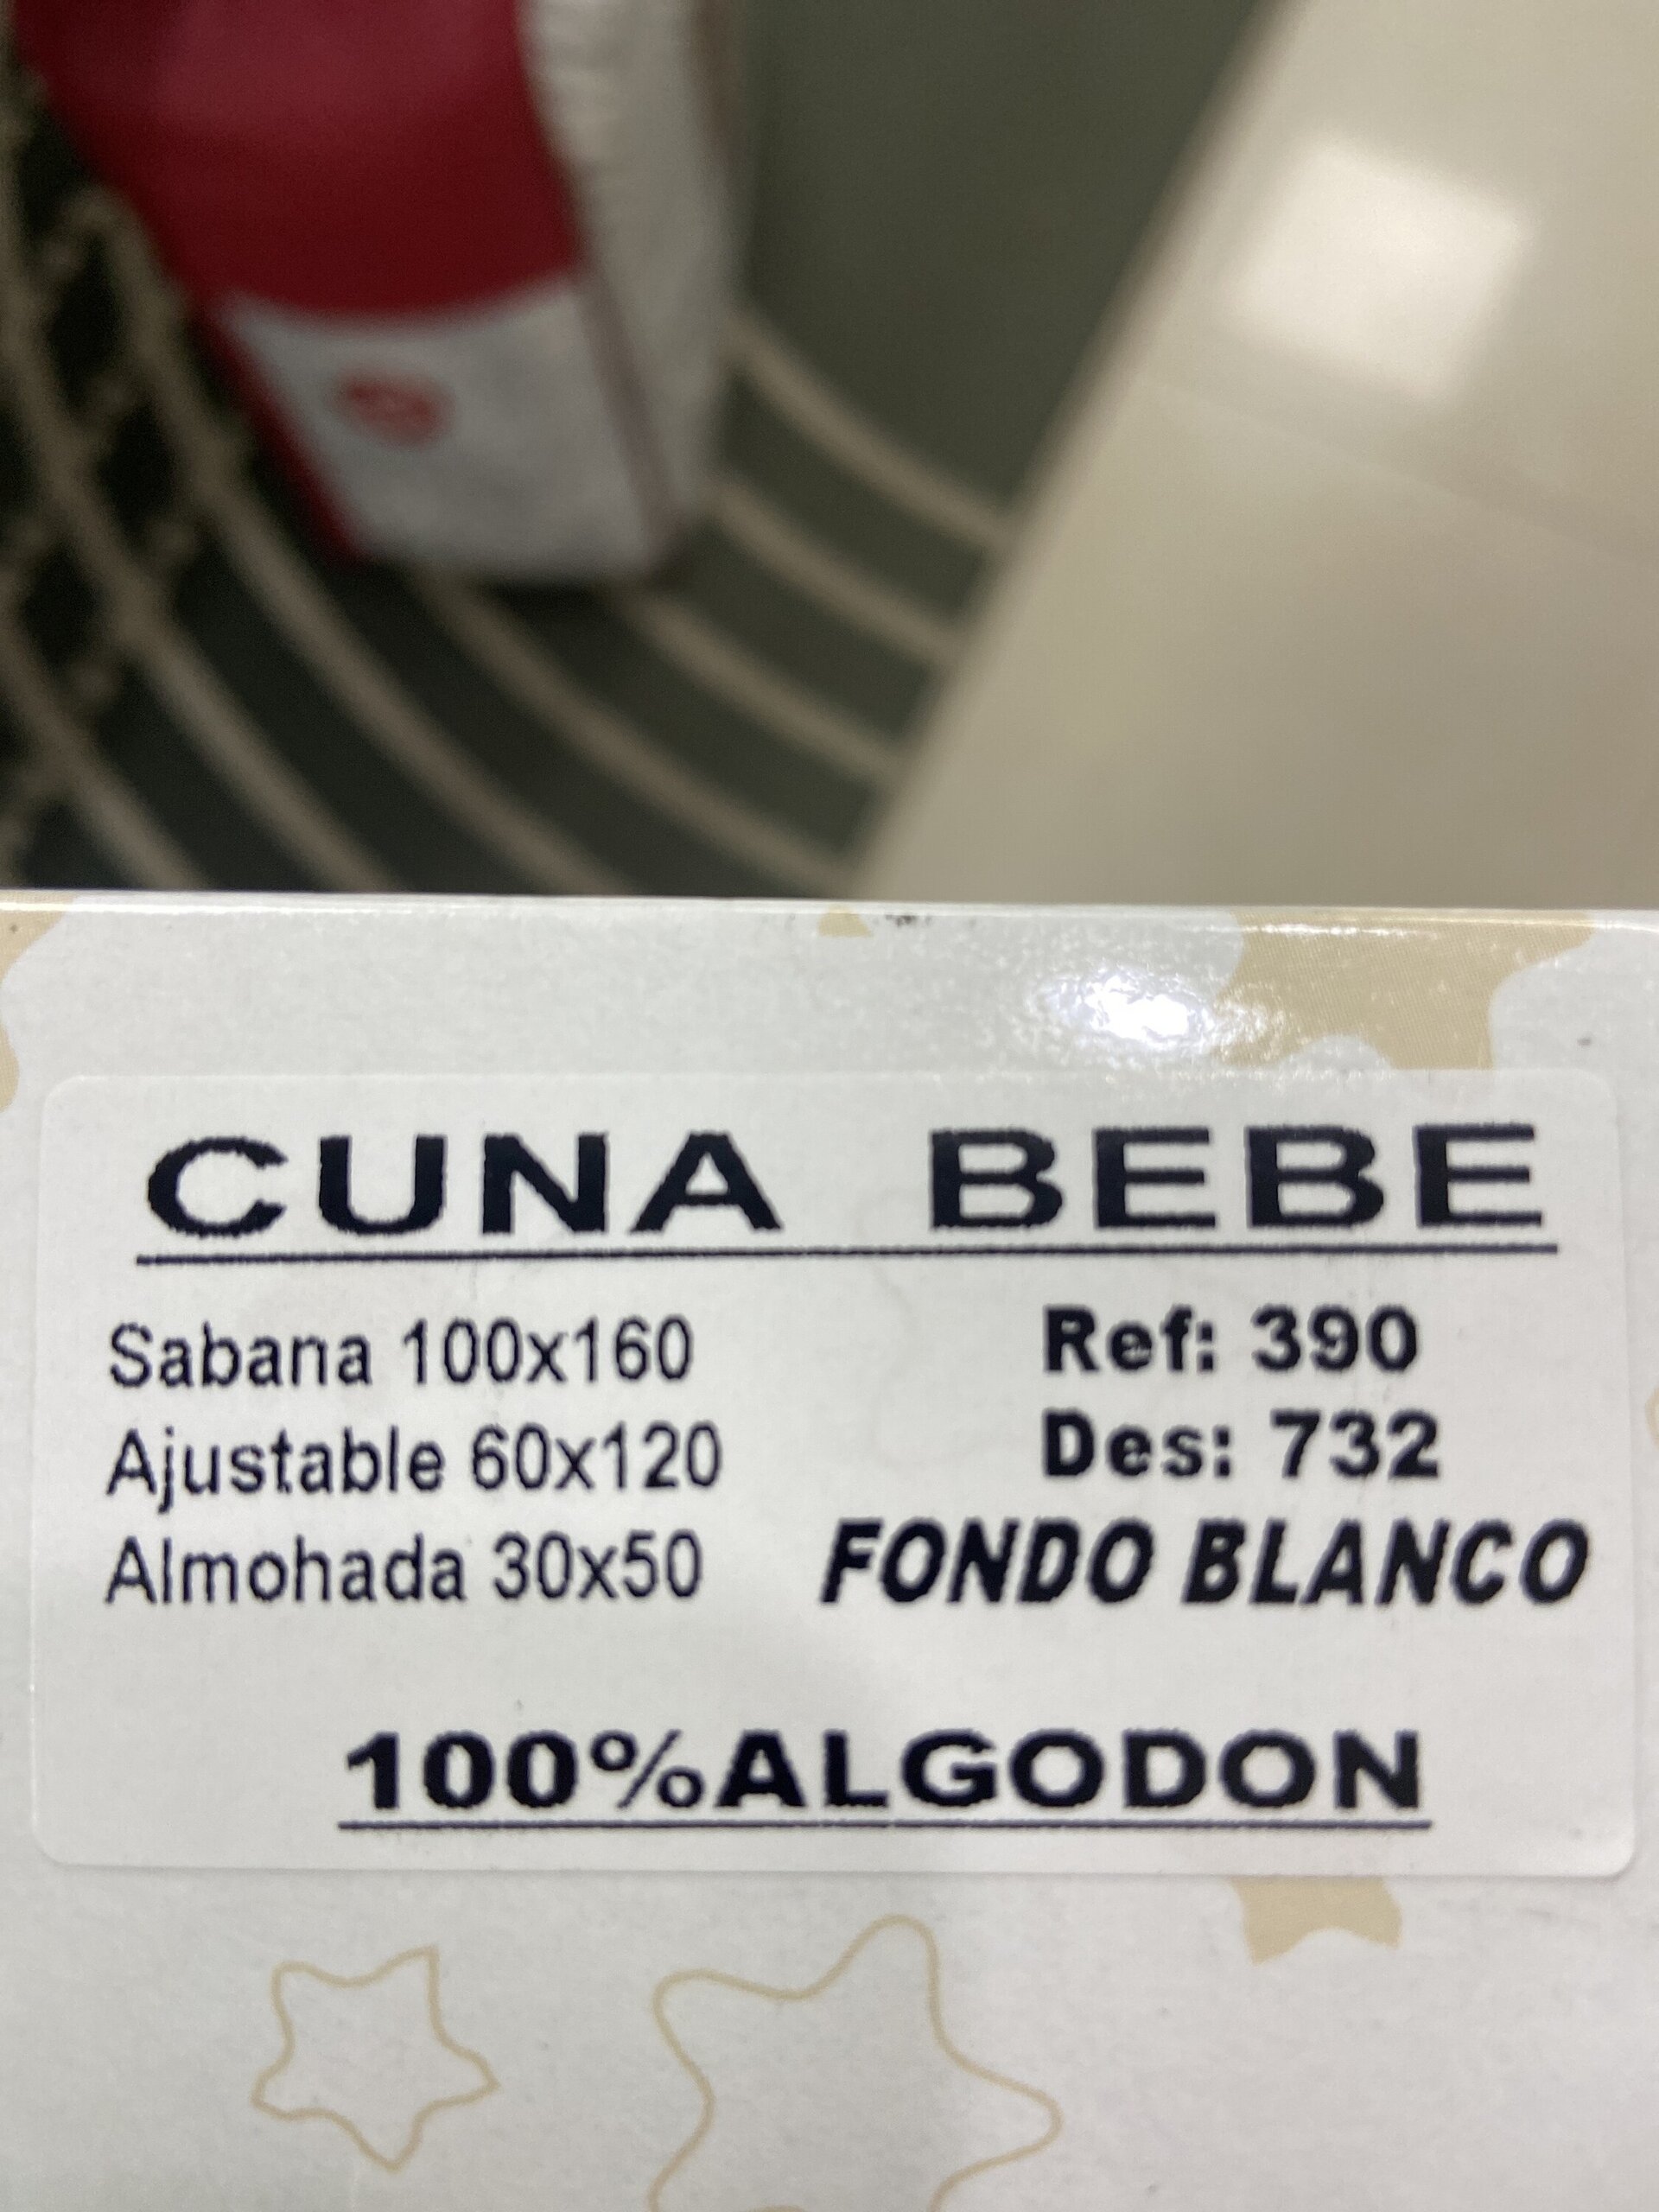 CUNA BEBE
Sabana 100x160
Ajustable 60x120
Almohada 30x50
Ref: 390
Des: 732
FONDO BLANCO
100%ALGODON